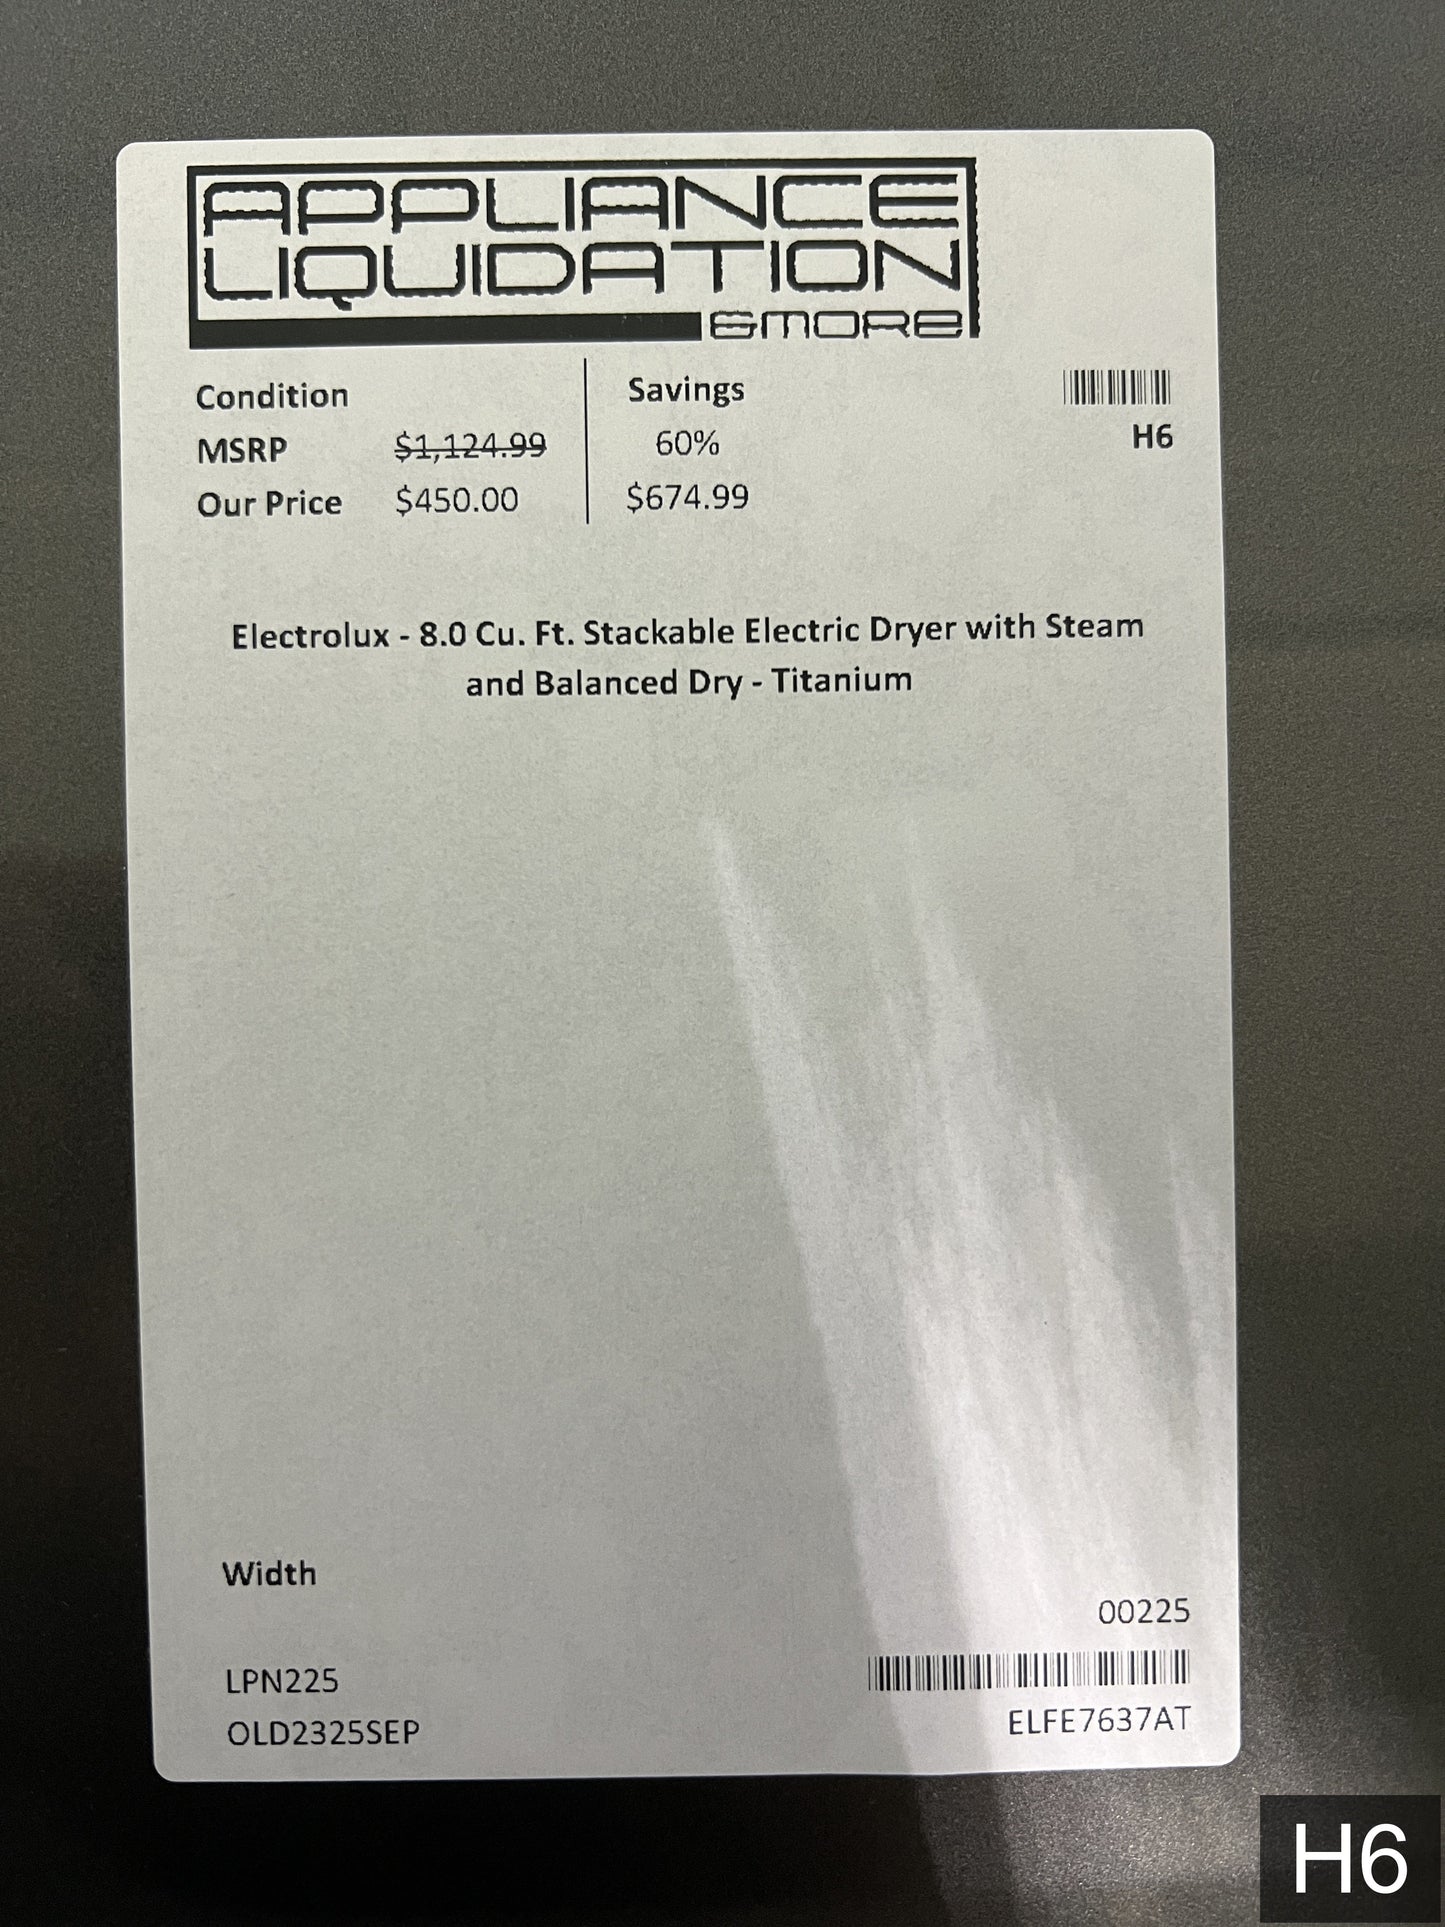 APPLIANCE
LIQUIDATION
&MORE
Condition
MSRP $1,124.99
Our Price $450.00
Savings
60%
$674.99
H6
Electrolux - 8.0 Cu. Ft. Stackable Electric Dryer with Steam
and Balanced Dry - Titanium
Width
00225
LPN225
OLD2325SEP
ELFE7637AT
H6